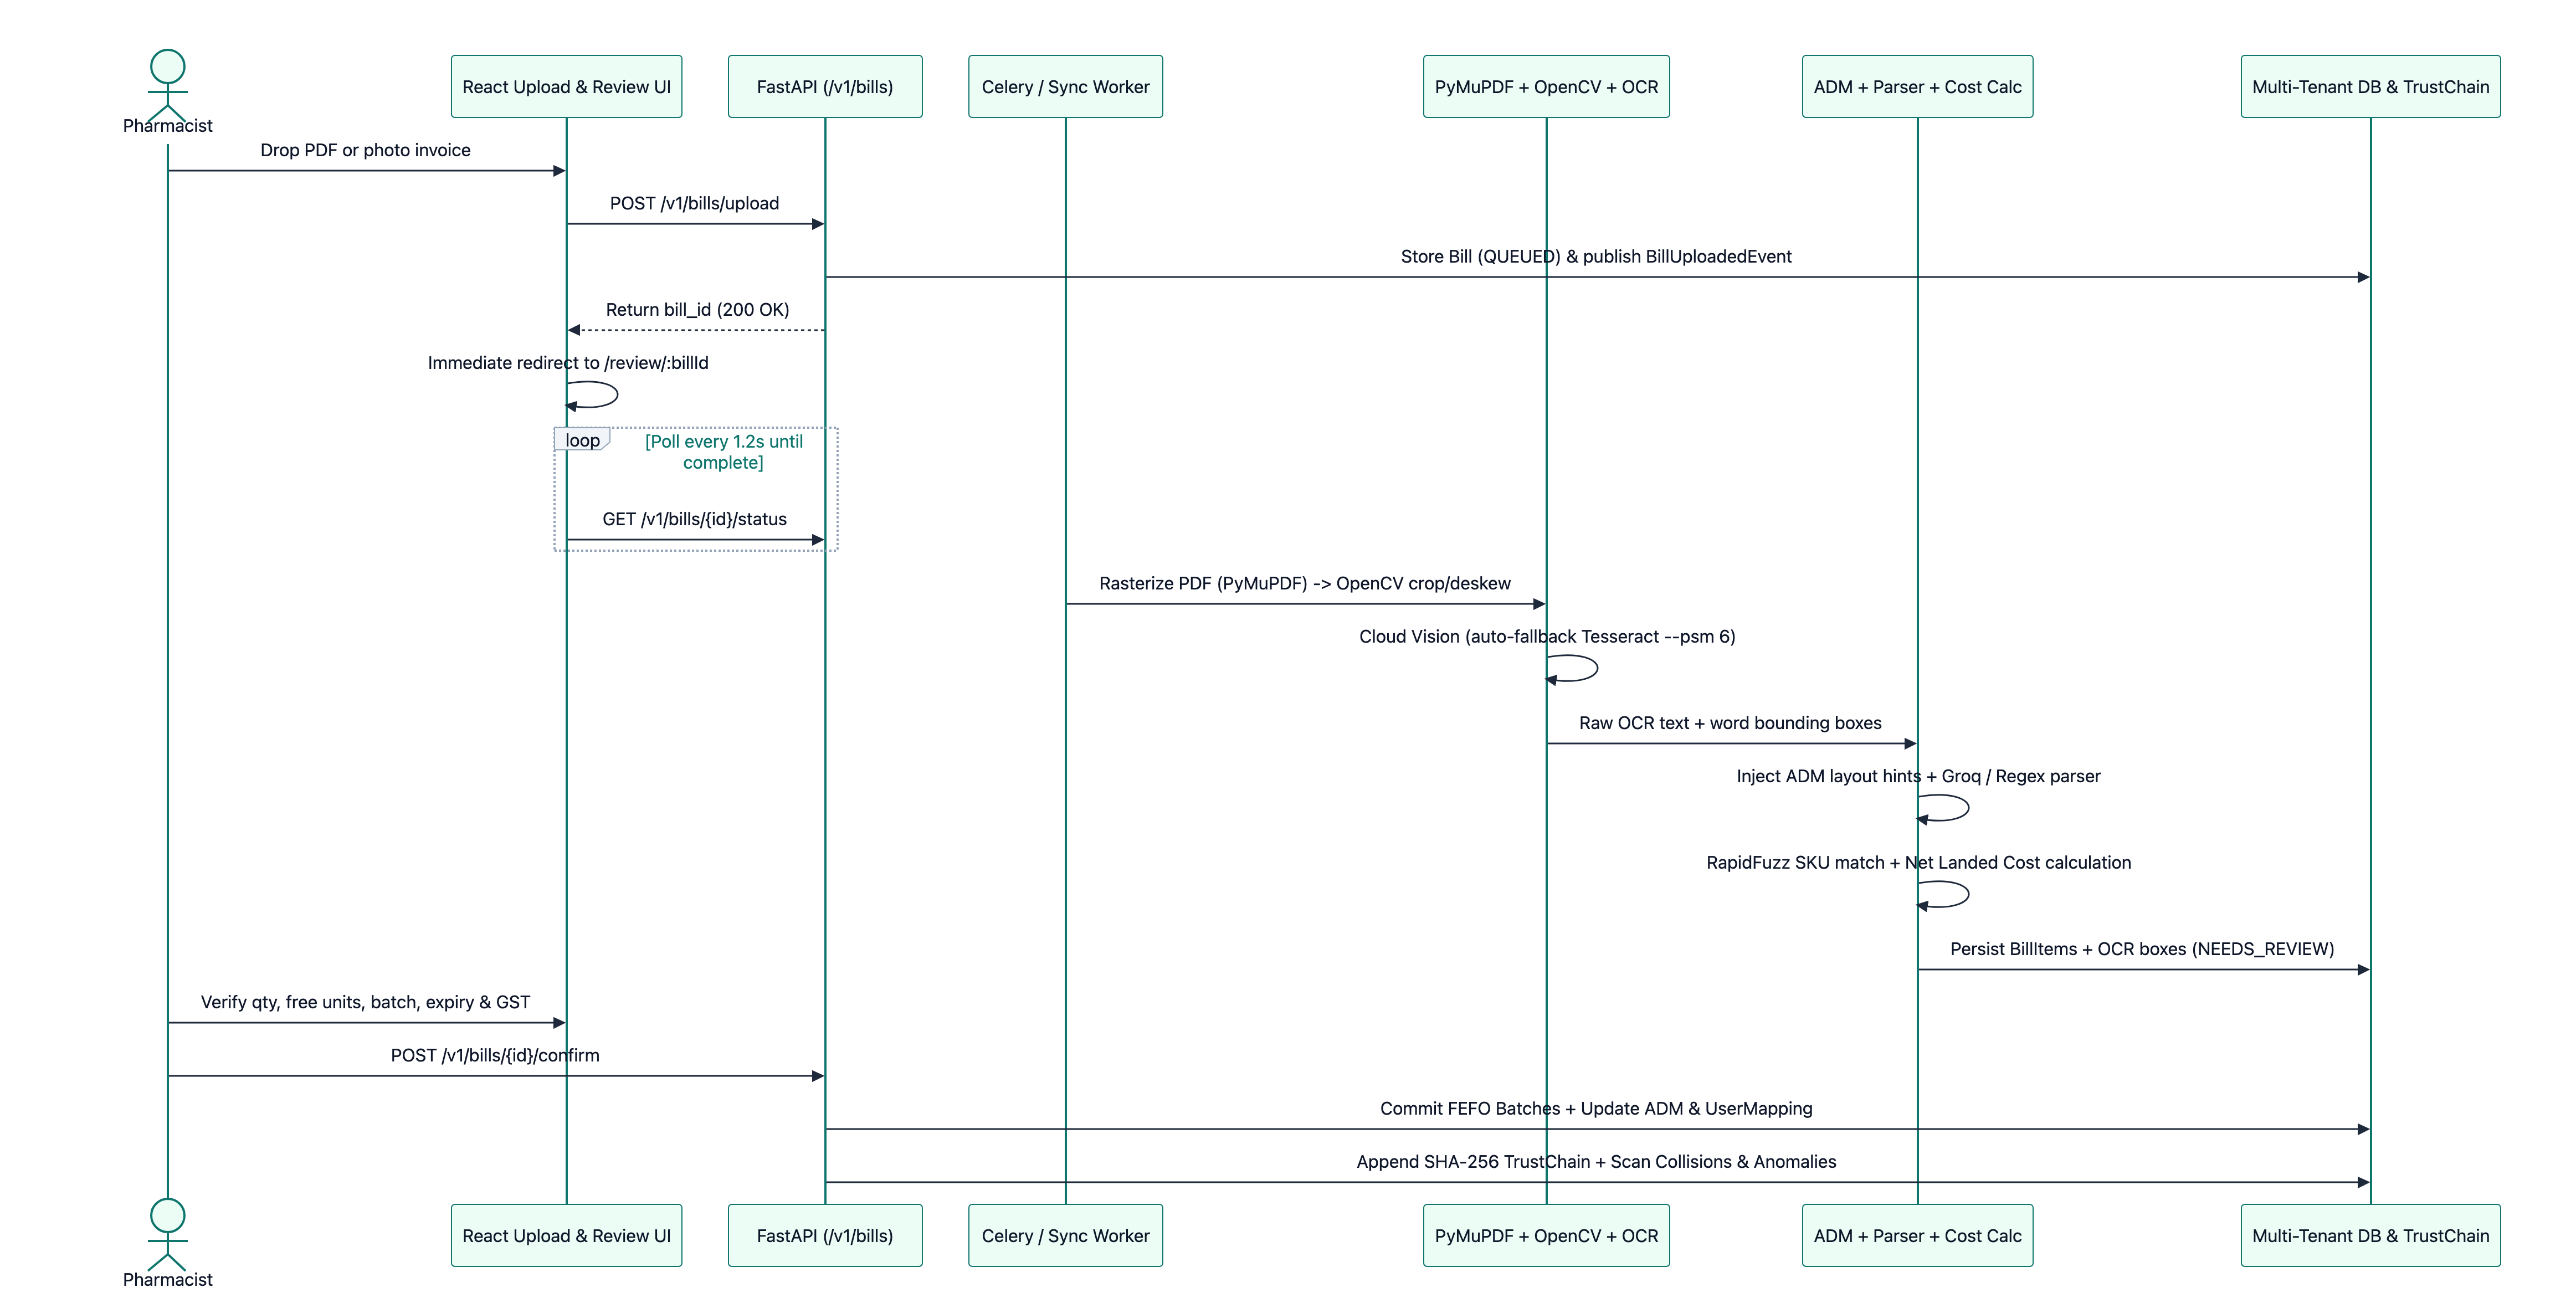 React Upload & Review UI
FastAPI (/v1/bills)
Celery / Sync Worker
PyMuPDF + OpenCV + OCR
ADM + Parser + Cost Calc
Multi-Tenant DB & TrustChain
Pharmacist
Drop PDF or photo invoice
POST /v1/bills/upload
Store Bill (QUEUED) & publish BillUploadedEvent
Return bill_id (200 OK)
Immediate redirect to /review/:billId
loop
[Poll every 1.2s until
complete]
GET /v1/bills/{id}/status
Rasterize PDF (PyMuPDF) -> OpenCV crop/deskew
Cloud Vision (auto-fallback Tesseract --psm 6)
Raw OCR text + word bounding boxes
Inject ADM layout hints + Groq / Regex parser
RapidFuzz SKU match + Net Landed Cost calculation
Persist BillItems + OCR boxes (NEEDS_REVIEW)
Verify qty, free units, batch, expiry & GST
POST /v1/bills/{id}/confirm
Commit FEFO Batches + Update ADM & UserMapping
Append SHA-256 TrustChain + Scan Collisions & Anomalies
React Upload & Review UI
FastAPI (/v1/bills)
Celery / Sync Worker
PyMuPDF + OpenCV + OCR
ADM + Parser + Cost Calc
Multi-Tenant DB & TrustChain
Pharmacist